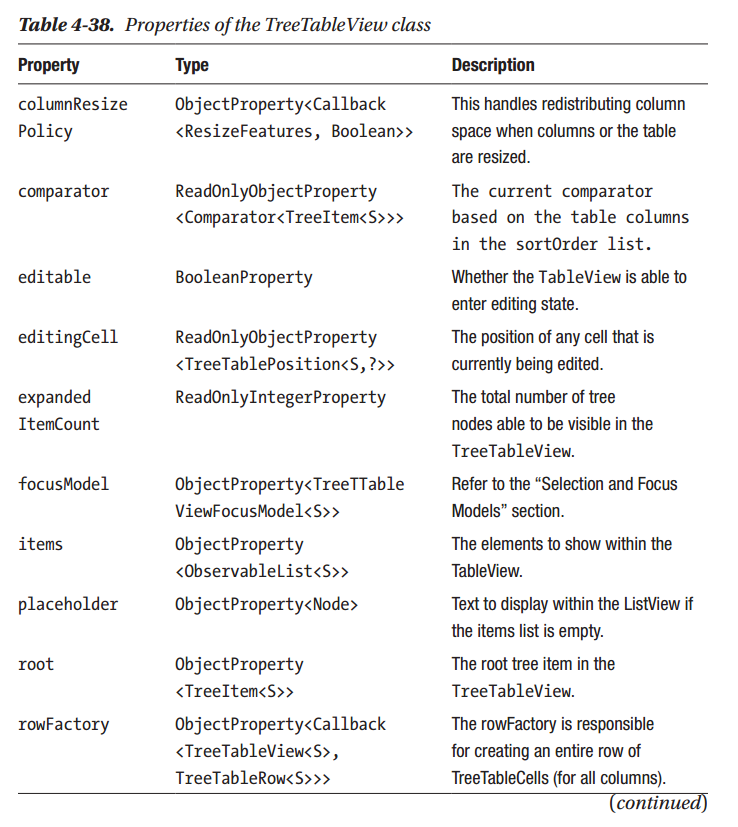 Table 4-38. Properties of the TreeTableView class
Property Type Description
columnResize ObjectProperty<Callback This handles redistributing column
Policy <ResizeFeatures, Boolean>> space when columns or the table
are resized.
comparator ReadOnlyObjectProperty The current comparator
<Comparator<TreeItem<S>>> based on the table columns
in the sortOrder list.
editable BooleanProperty Whether the TableView is able to
enter editing state.
editingCell ReadOnlyObjectProperty The position of any cell that is
<TreeTablePosition<S,?>> currently being edited.
expanded ReadOnlyIntegerProperty The total number of tree
ItemCount nodes able to be visible in the
TreeTableView.
focusModel ObjectProperty<TreeTTable Refer to the “Selection and Focus
ViewFocusModel<S>> Models” section.
items ObjectProperty The elements to show within the
<ObservableList<S>> TableView.
placeholder ObjectProperty<Node> Text to display within the ListView if
the items list is empty.
root ObjectProperty The root tree item in the
<TreeItem<S>> TreeTableView.
rowFactory ObjectProperty<Callback The rowFactory is responsible
<TreeTableView<S>, for creating an entire row of
TreeTableRow<S>>> TreeTableCells (for all columns).
(continued)